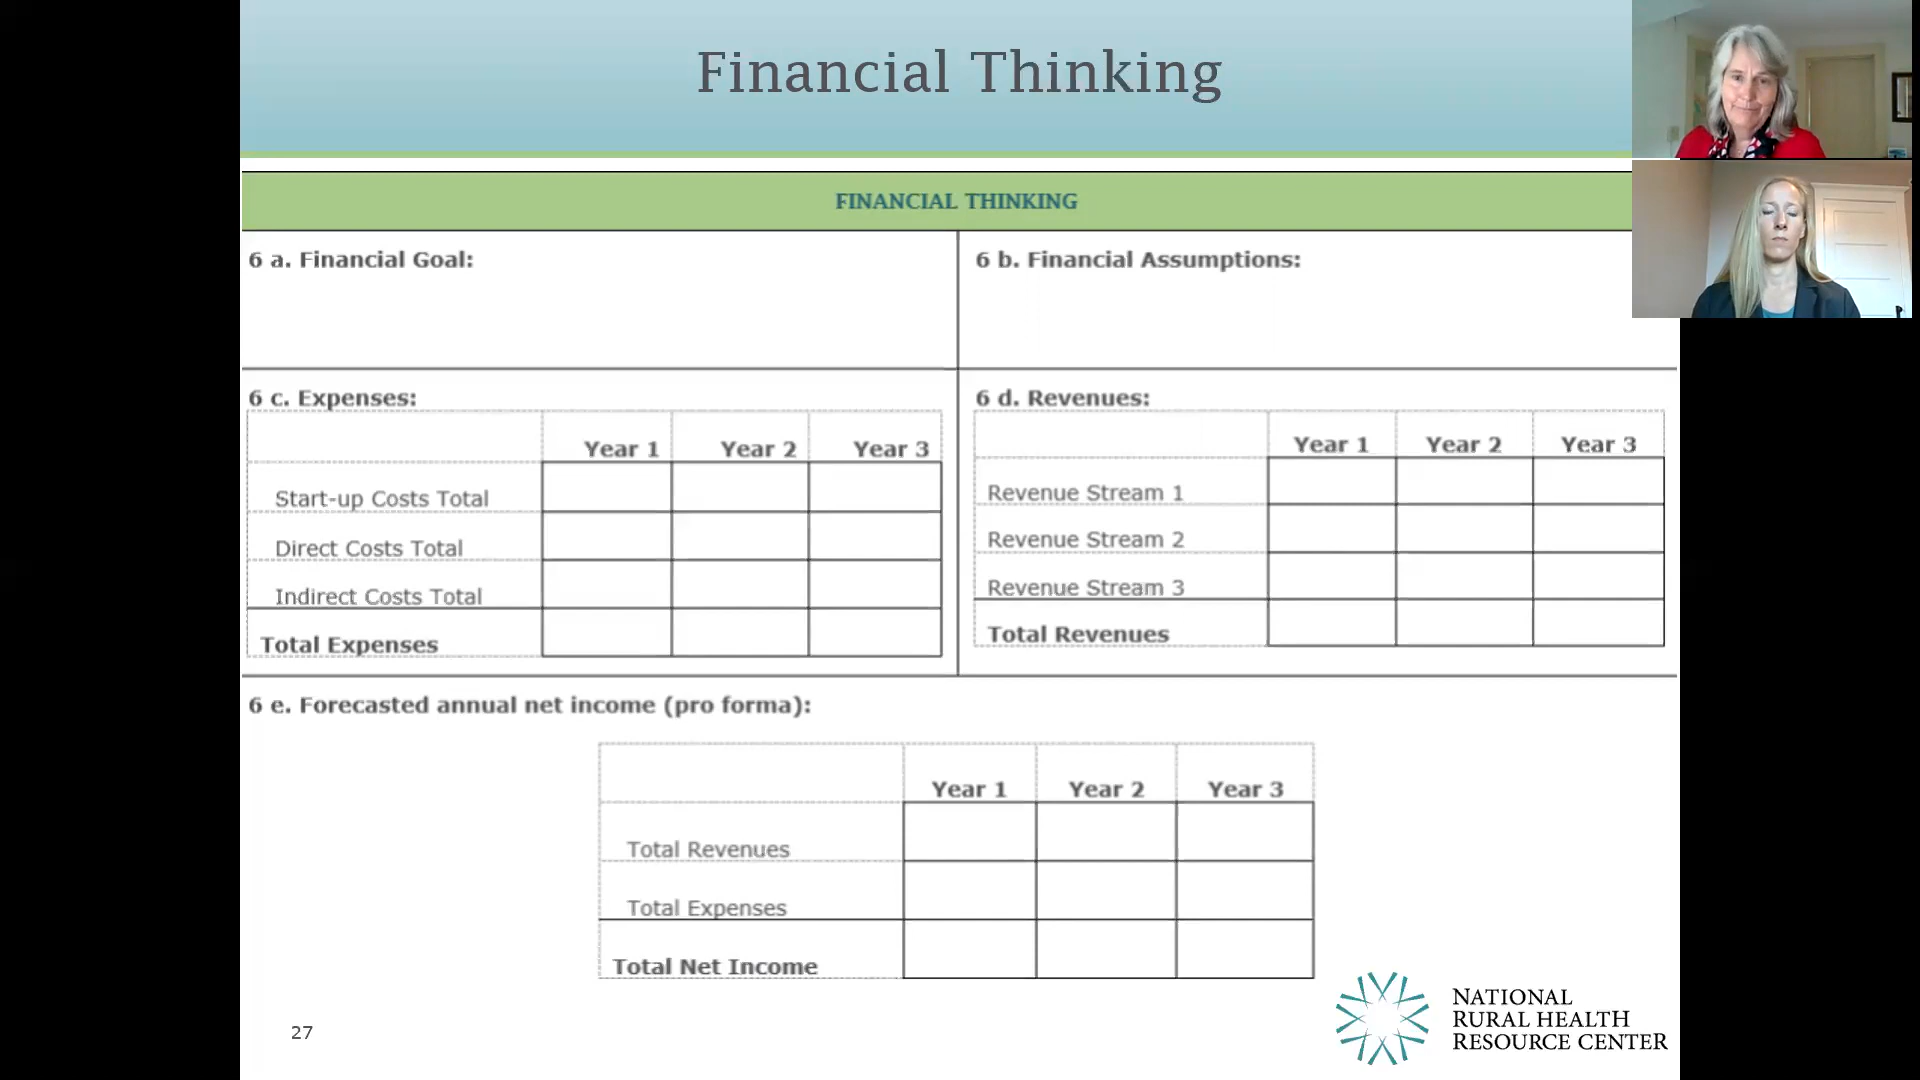 Financial Thinking
FINANCIAL THINKING
6 a. Financial Goal:
6 b. Financial Assumptions:
6 c. Expenses:
Year 1 Year 2 Year 3
Start-up Costs Total
Direct Costs Total
Indirect Costs Total
Total Expenses
6 d. Revenues:
Year 1 Year 2 Year 3
Revenue Stream 1
Revenue Stream 2
Revenue Stream 3
Total Revenues
6 e. Forecasted annual net income (pro forma):
Year 1 Year 2 Year 3
Total Revenues
Total Expenses
Total Net Income
27
NATIONAL
RURAL HEALTH
RESOURCE CENTER